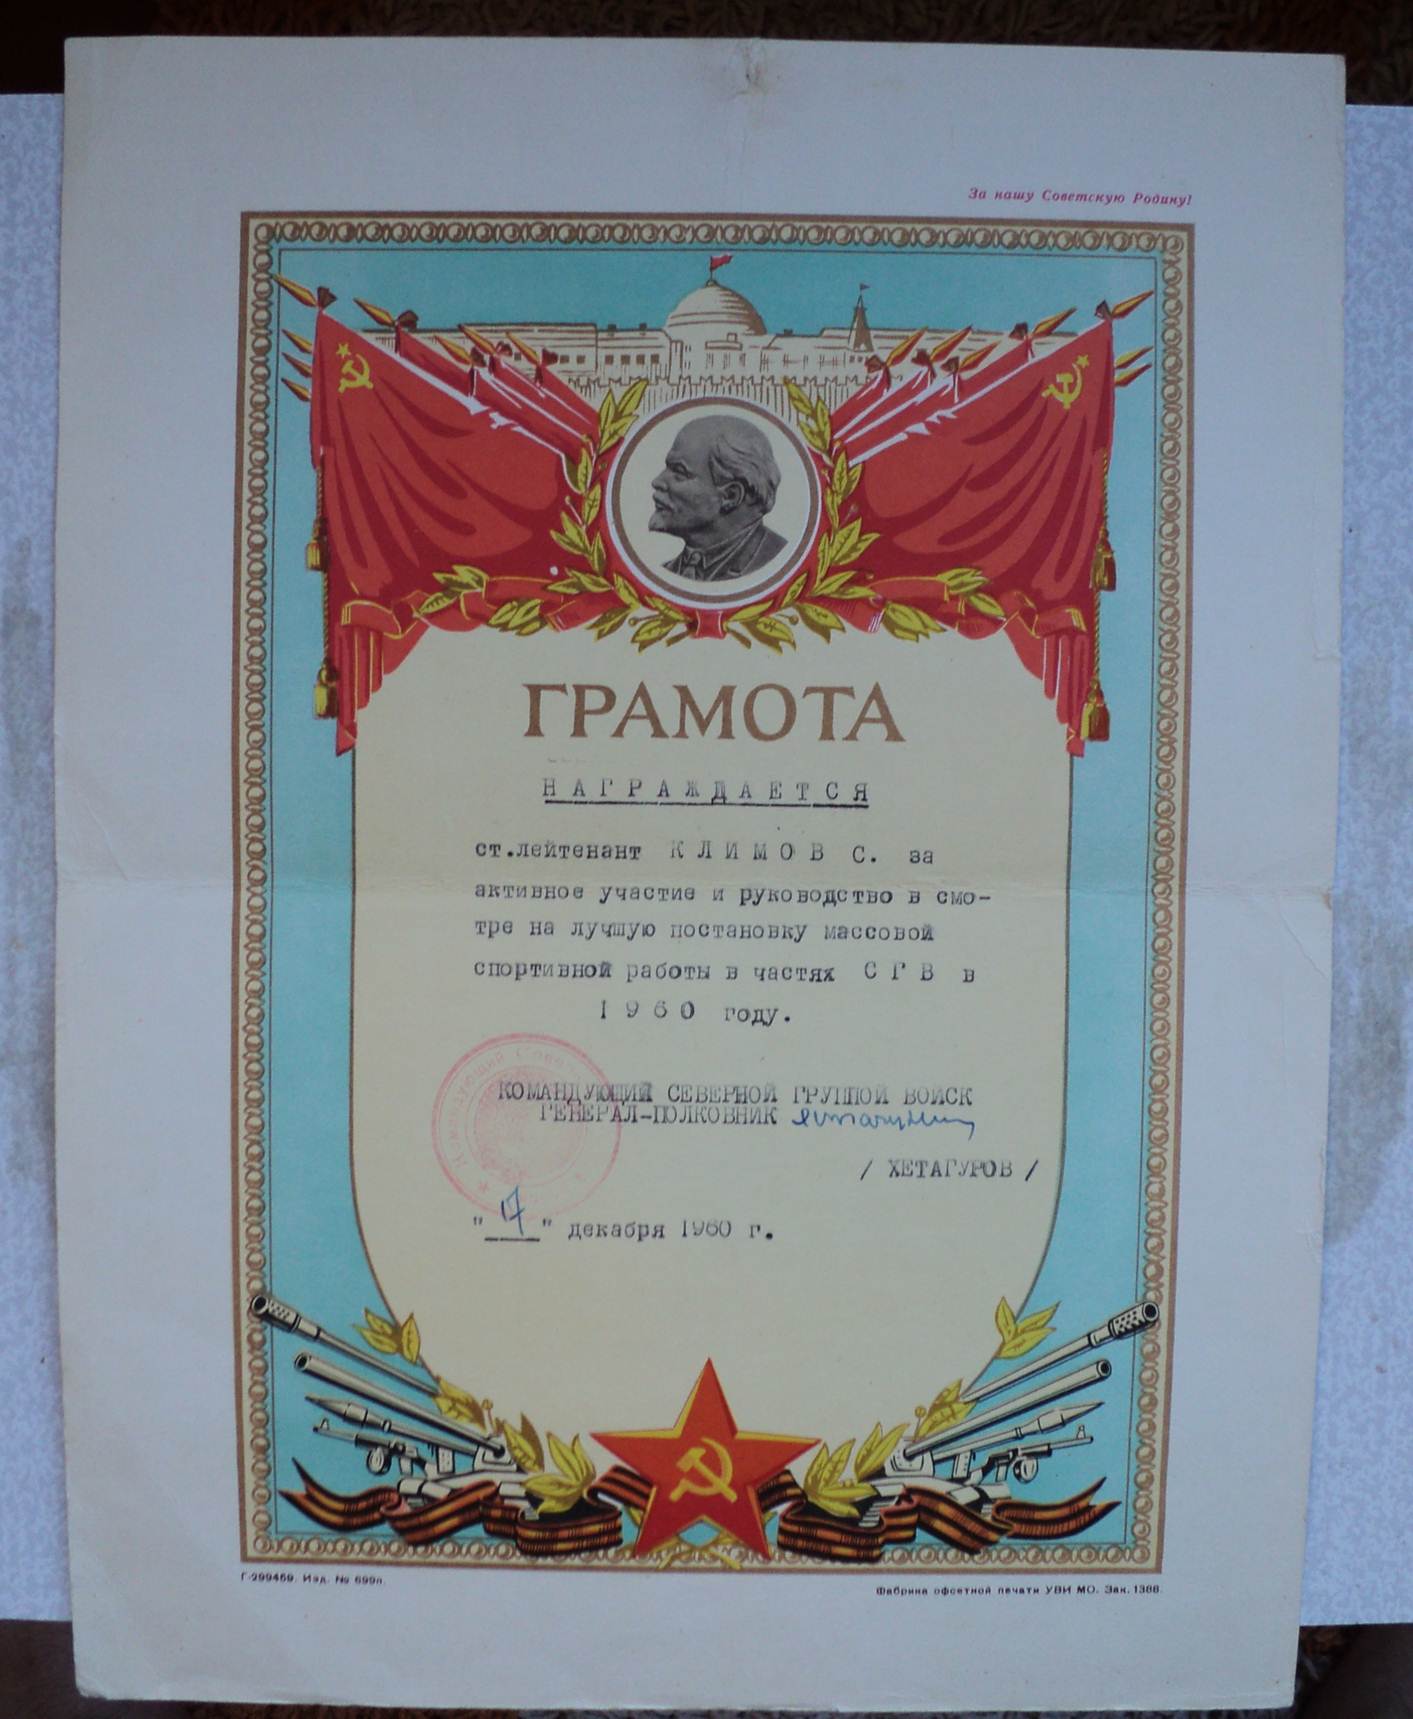 За нашу Советскую Родину!
ГРАМОТА
НАГРАЖДАЕТСЯ
ст.лейтенант КЛИМОВ С. за
активное участие и руководство в смо-
тре на лучшую постановку массовой
спортивной работы в частях СГВ в
1960 году.
КОМАНДУЮЩИЙ СЕВЕРНОЙ ГРУППОЙ ВОЙСК
ГЕНЕРАЛ-ПОЛКОВНИК
/ ХЕТАГУРОВ /
"17" декабря 1960 г.
Г-299469. Изд. № 699п.
Фабрика офсетной печати УВИ МО. Зак. 1388.